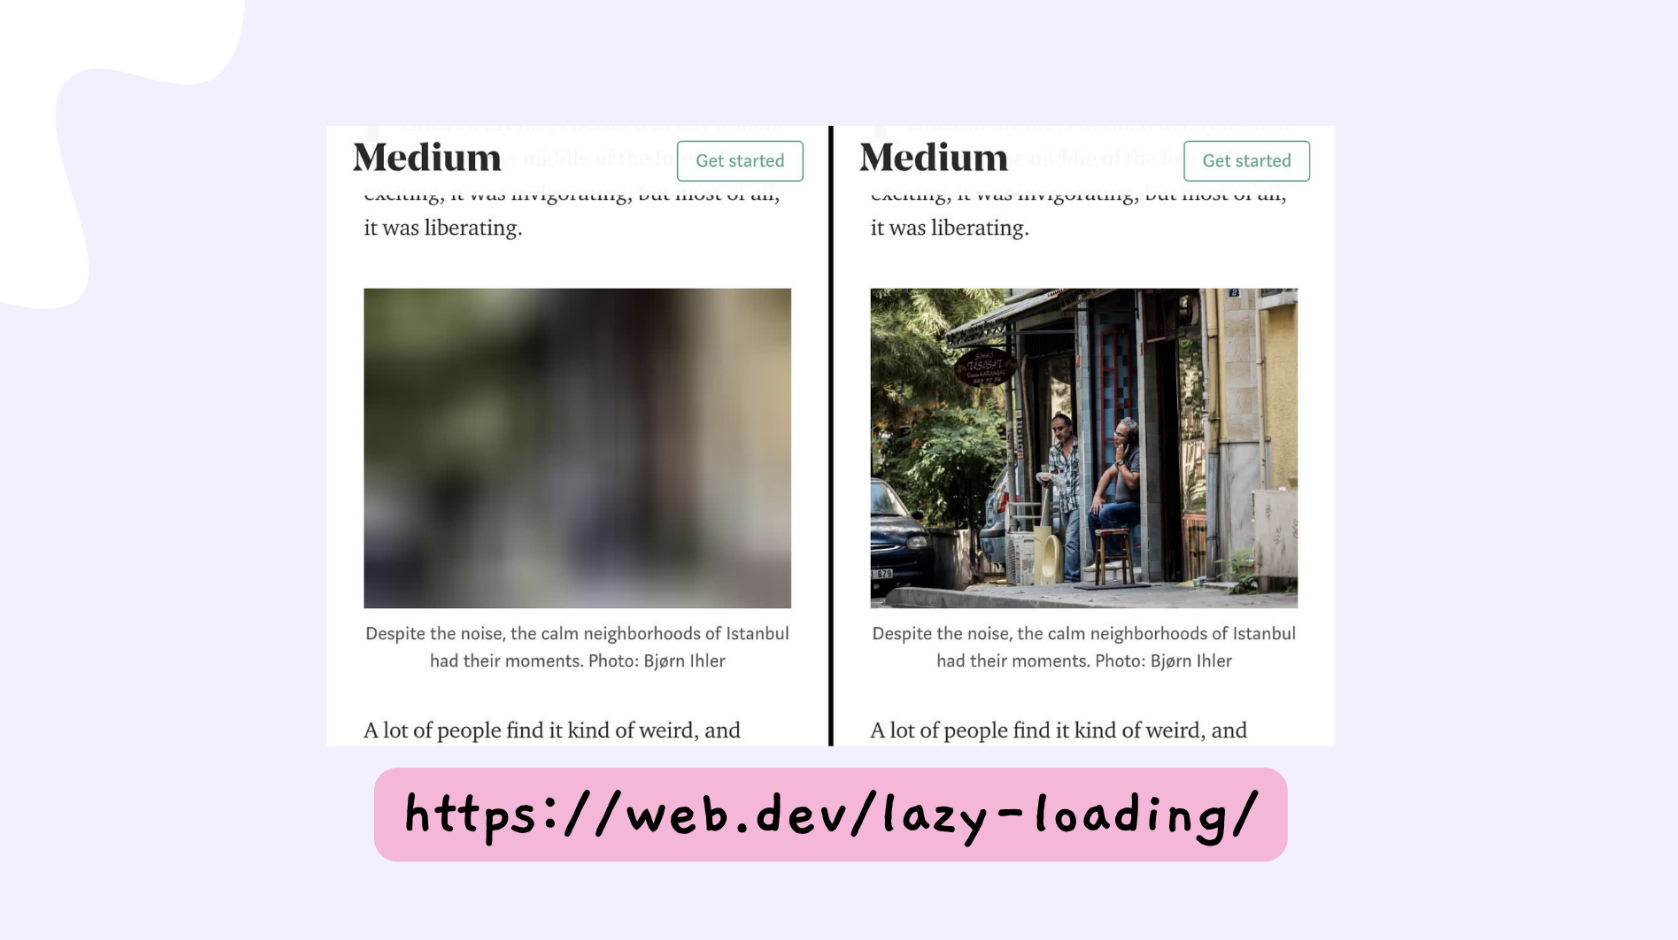 Medium
Get started
exciting, it was invigorating, but most of all,
it was liberating.
Despite the noise, the calm neighborhoods of Istanbul
had their moments. Photo: Bjørn Ihler
A lot of people find it kind of weird, and
Medium
Get started
exciting, it was invigorating, but most of all,
it was liberating.
Despite the noise, the calm neighborhoods of Istanbul
had their moments. Photo: Bjørn Ihler
A lot of people find it kind of weird, and
https://web.dev/lazy-loading/